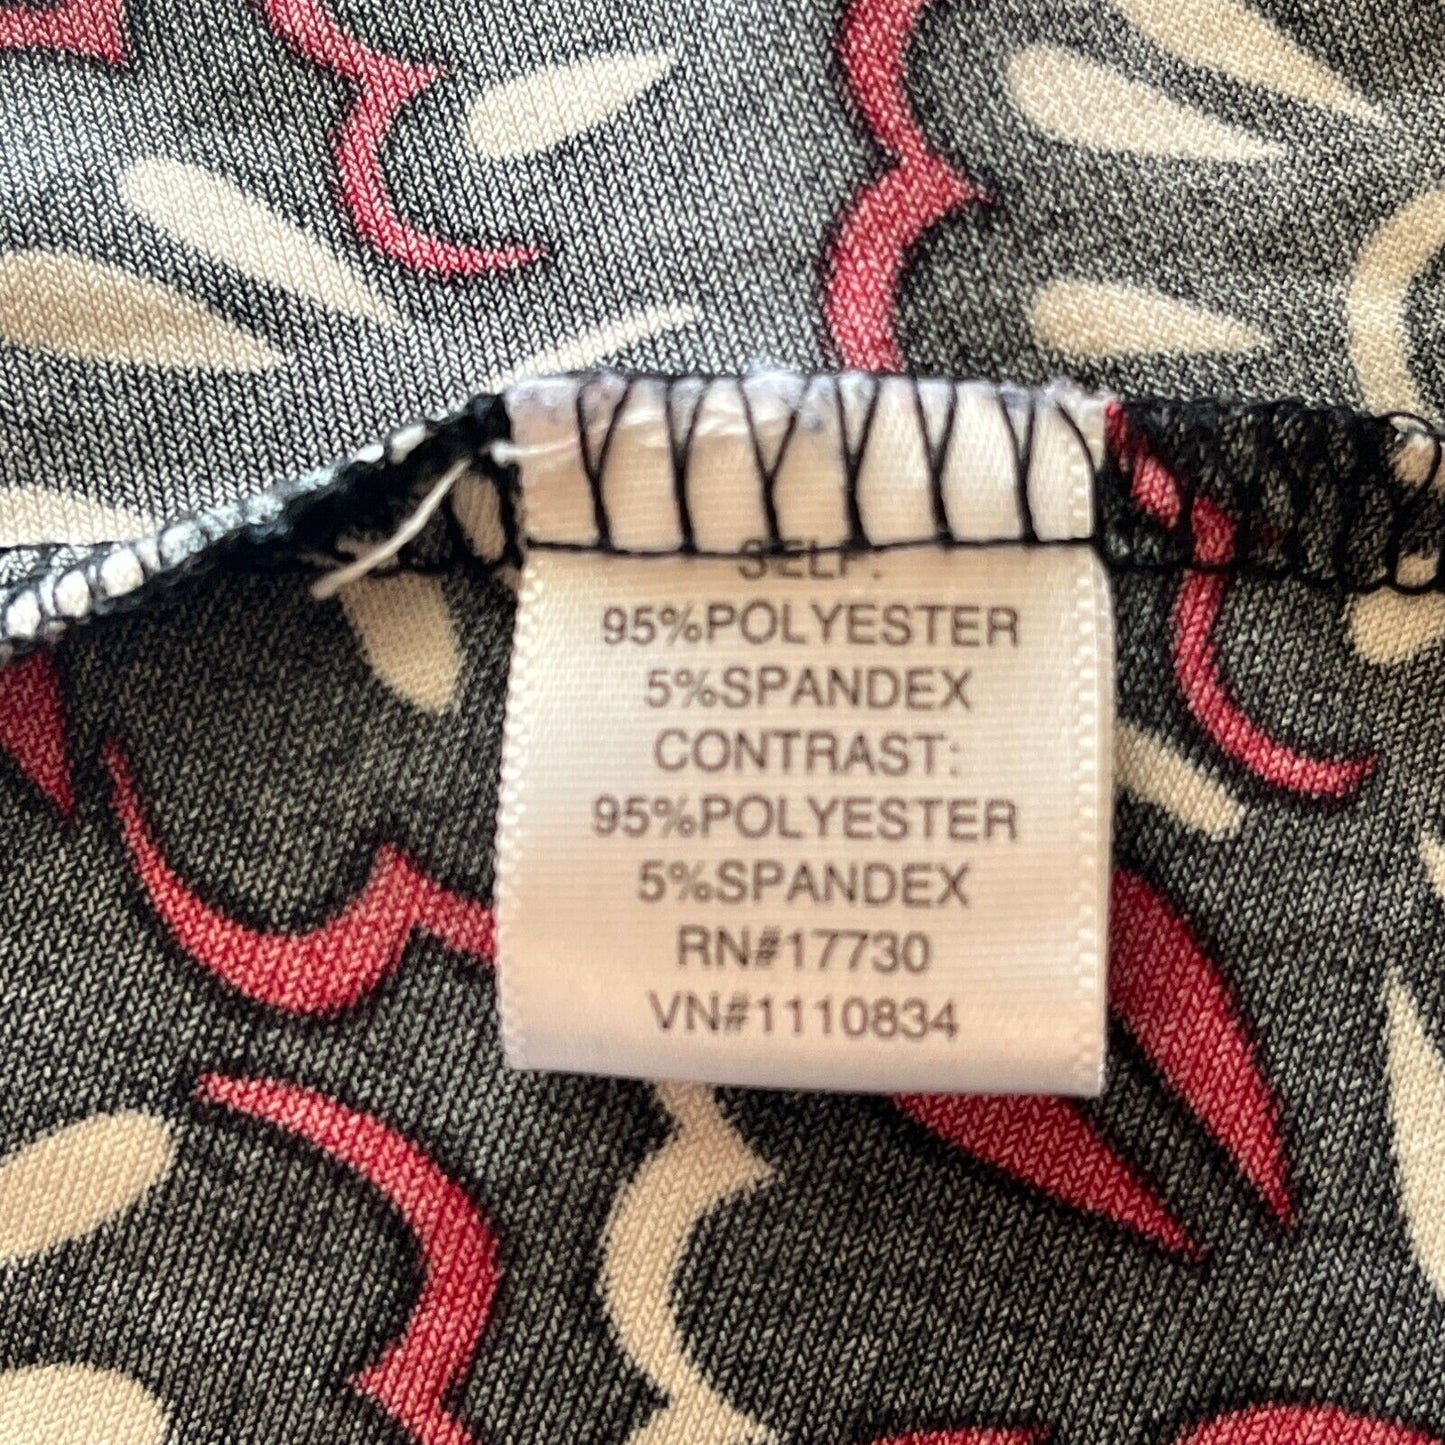 SELF:
95%POLYESTER
5%SPANDEX
CONTRAST:
95%POLYESTER
5%SPANDEX
RN#17730
VN#1110834